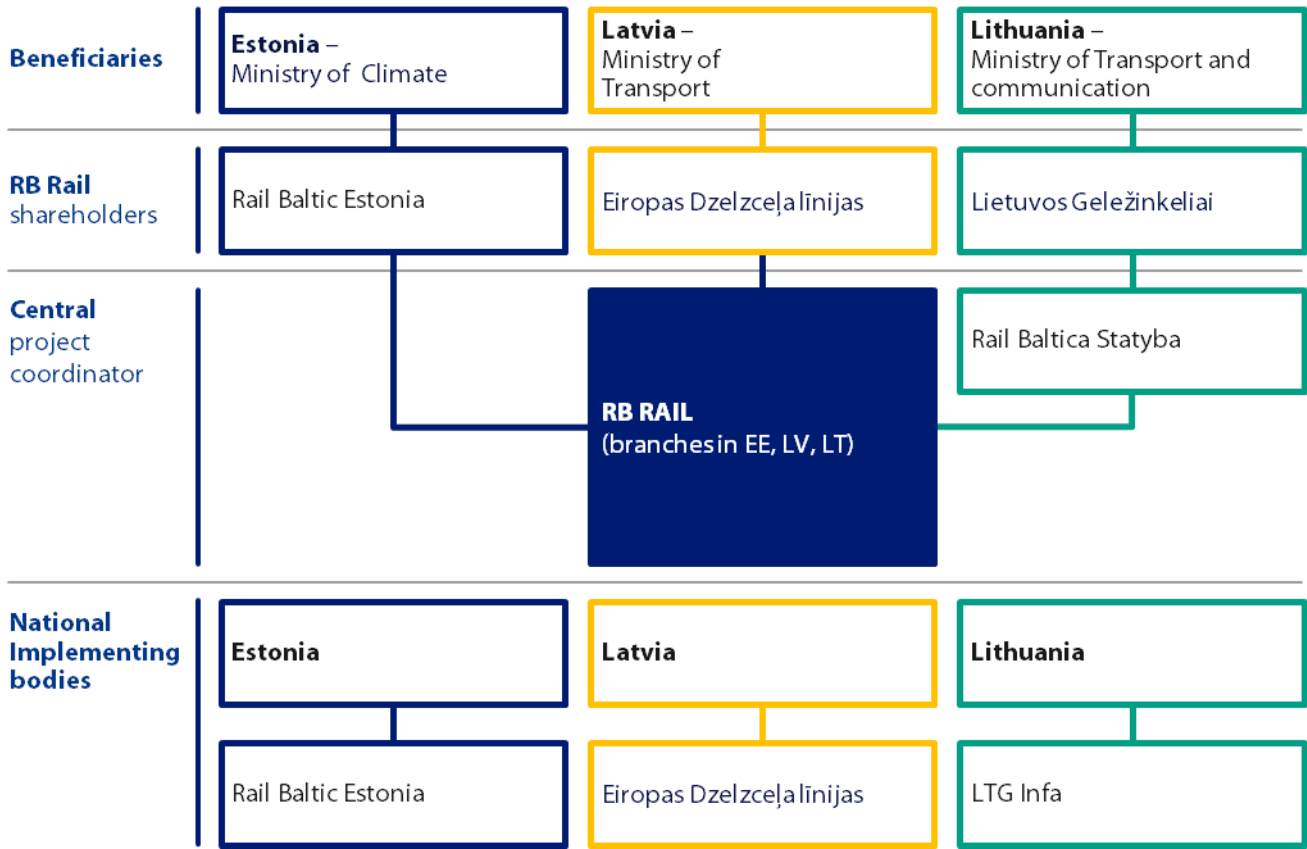 Beneficiaries
Estonia –
Ministry of Climate
Latvia –
Ministry of
Transport
Lithuania –
Ministry of Transport and
communication
RB Rail
shareholders
Rail Baltic Estonia
Eiropas Dzelzceļa līnijas
Lietuvos Geležinkeliai
Central
project
coordinator
RB RAIL
(branches in EE, LV, LT)
Rail Baltica Statyba
National
Implementing
bodies
Estonia
Latvia
Lithuania
Rail Baltic Estonia
Eiropas Dzelzceļa līnijas
LTG Infa